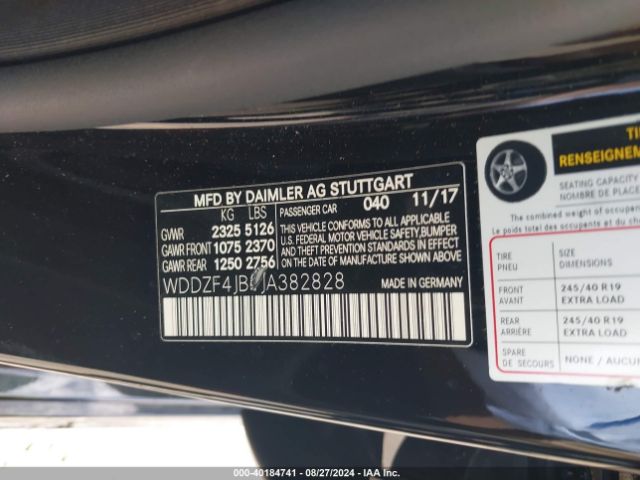 MFD BY DAIMLER AG STUTTGART
KG LBS
PASSENGER CAR 040 11/17
GVWR 2325 5126
GAWR FRONT 1075 2370
GAWR REAR 1250 2756
THIS VEHICLE CONFORMS TO ALL APPLICABLE
U.S. FEDERAL MOTOR VEHICLE SAFETY,BUMPER
AND THEFT PREVENTION STANDARDS IN EFFECT
ON THE DATE OF MANUFACTURE SHOWN ABOVE.
MADE IN GERMANY
SEATING CAPACITY
NOMBRE DE PLACE
The combined weight of
TIRE
PNEU
SIZE
DIMENSIONS
FRONT
AVANT
245/40 R19
EXTRA LOAD
REAR
ARRIÈRE
245/40 R19
EXTRA LOAD
SPARE
DE SECOURS
NONE /
000-40184741 - 08/27/2024 - IAA Inc.